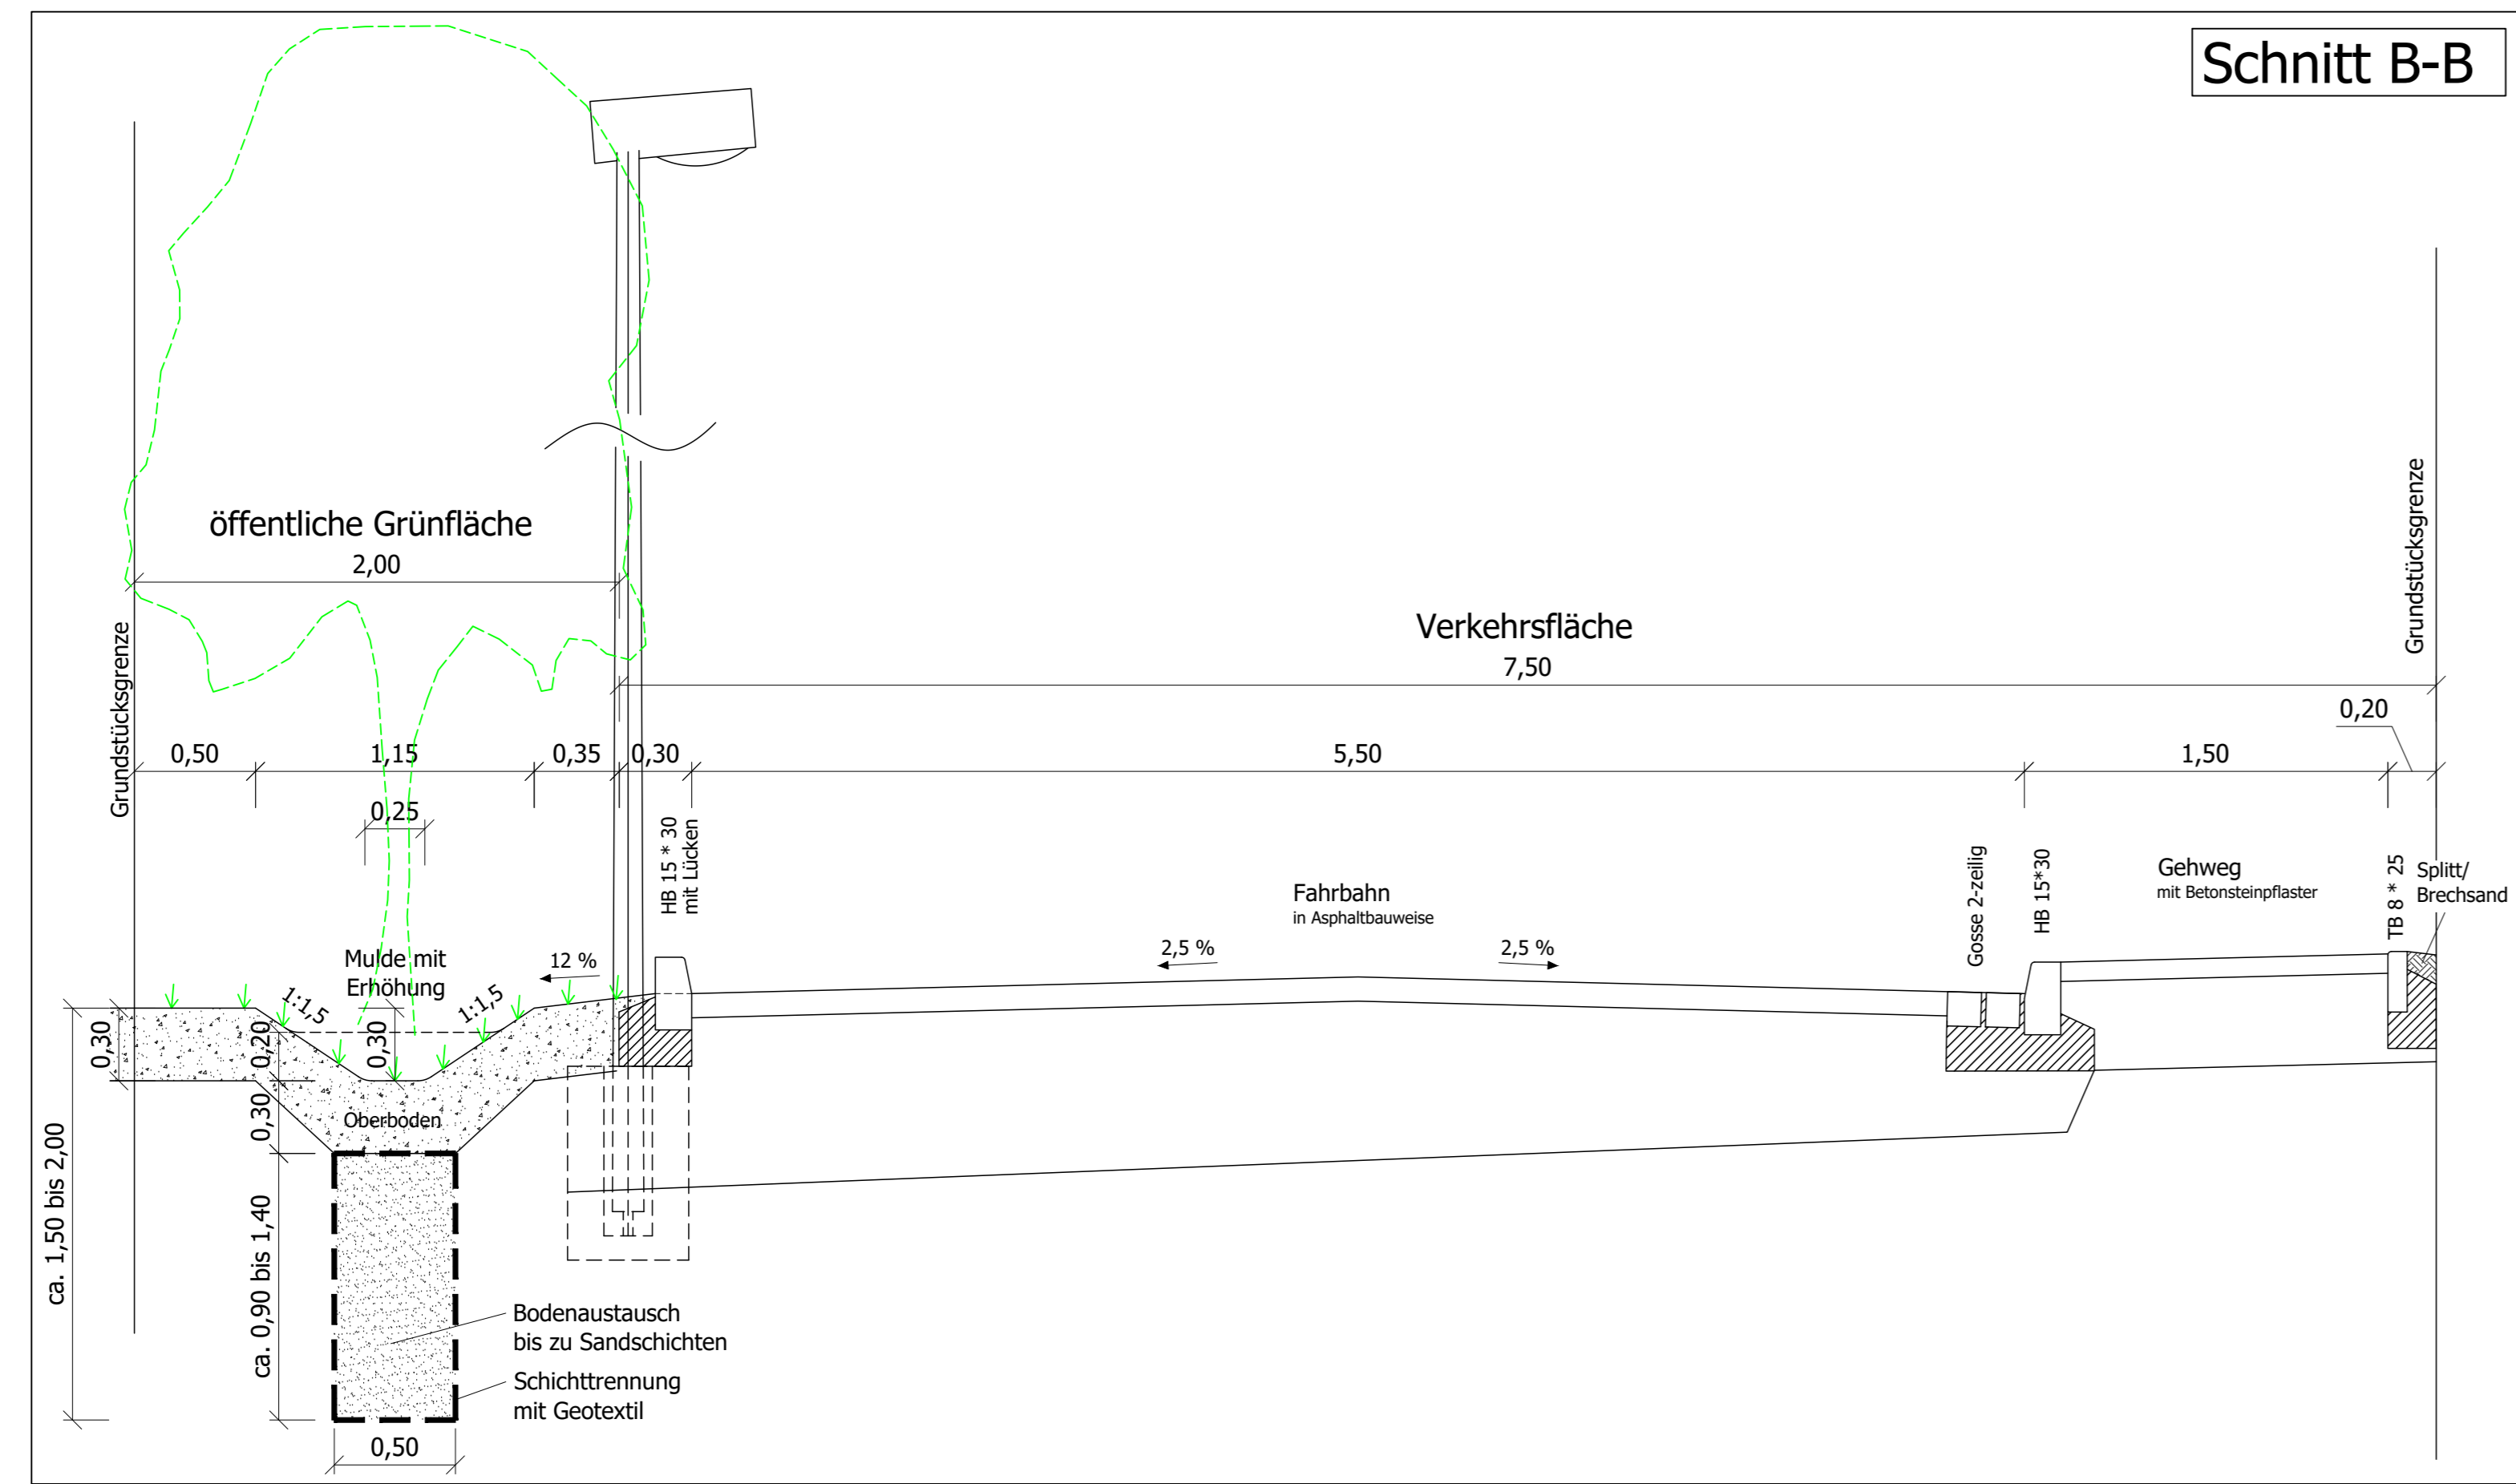 Schnitt B-B
öffentliche Grünfläche
2,00
Verkehrsfläche
7,50
Grundstücksgrenze
Grundstücksgrenze
0,20
0,50
1,15
0,35
0,30
5,50
1,50
0,25
HB 15 * 30
mit Lücken
Fahrbahn
in Asphaltbauweise
Gosse 2-zeilig
HB 15*30
Gehweg
mit Betonsteinpflaster
TB 8 * 25
Splitt/
Brechsand
Mulde mit
Erhöhung
12 %
2,5 %
2,5 %
1:1,5
1:1,5
0,30
0,20
0,30
0,30
Oberboden
ca. 1,50 bis 2,00
ca. 0,90 bis 1,40
Bodenaustausch
bis zu Sandschichten
Schichttrennung
mit Geotextil
0,50